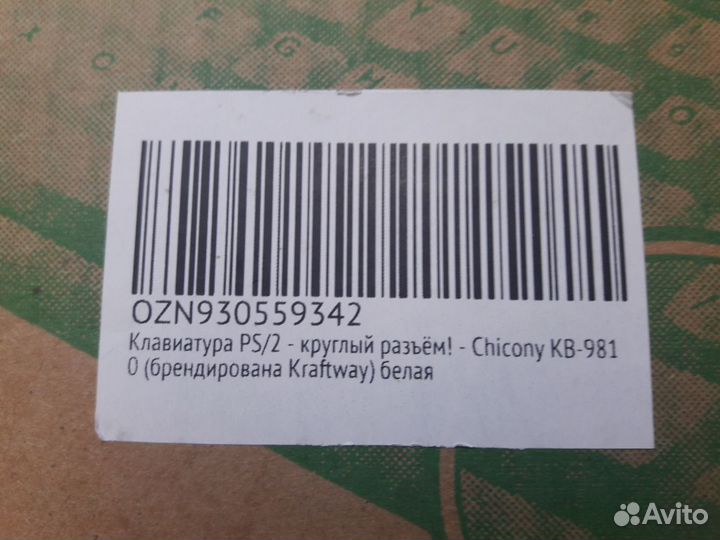 Y U I O
F G H
OZN930559342
Клавиатура PS/2 - круглый разъём! - Chicony KB-981
0 (брендирована Kraftway) белая
Avito